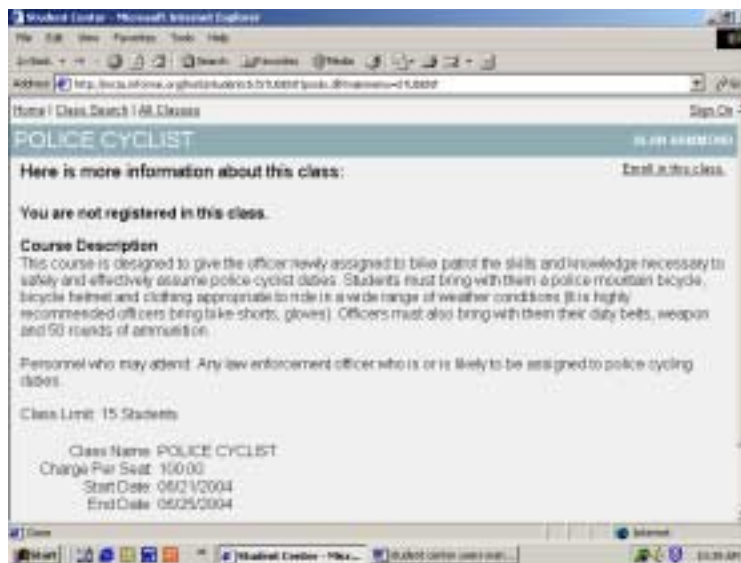 Student Center - Microsoft Internet Explorer
File Edit View Favorites Tools Help
Back Search Favorites Media
Address
Home | Class Search | All Classes Sign On
POLICE CYCLIST
Here is more information about this class: Enroll in this class.
You are not registered in this class.
Course Description
This course is designed to give the officer newly assigned to bike patrol the skills and knowledge necessary to
safely and effectively assume police cyclist duties. Students must bring with them a police mountain bicycle,
bicycle helmet and clothing appropriate to ride in a wide range of weather conditions (it is highly
recommended officers bring bike shorts, gloves). Officers must also bring with them their duty belts, weapon
and 50 rounds of ammunition.
Personnel who may attend: Any law enforcement officer who is or is likely to be assigned to police cycling
duties.
Class Limit: 15 Students
Class Name: POLICE CYCLIST
Charge Per Seat: 100.00
Start Date: 06/21/2004
End Date: 06/25/2004
Done Internet
Start Student Center - Micr...